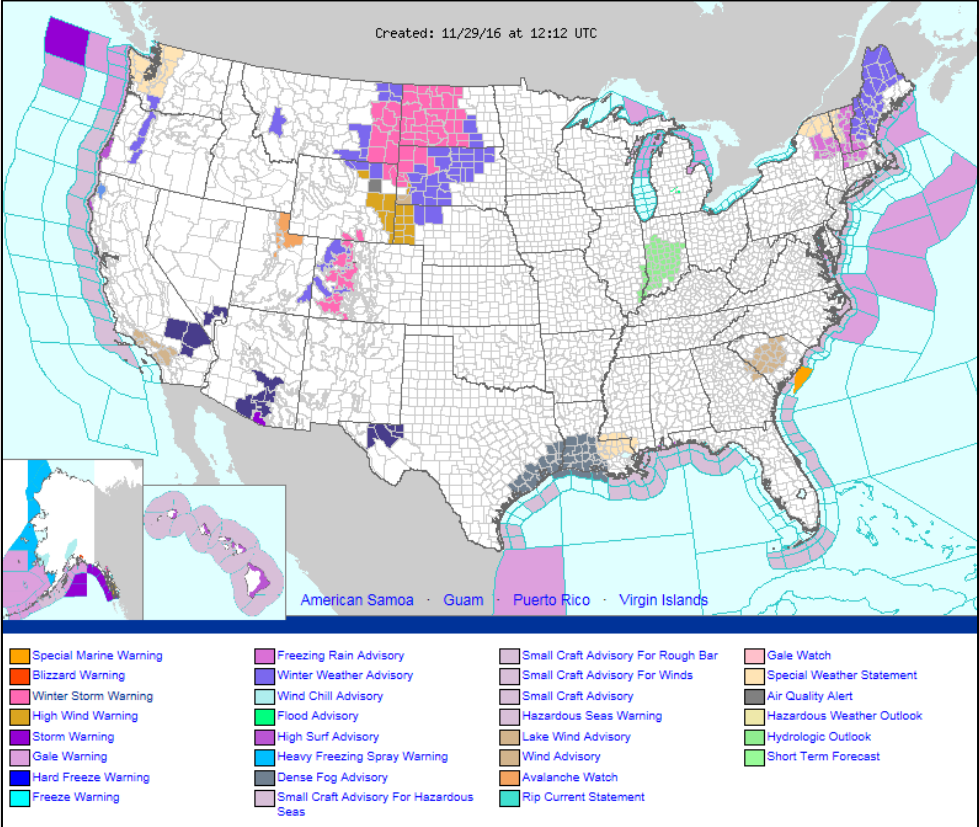 Created: 11/29/16 at 12:12 UTC
American Samoa · Guam · Puerto Rico · Virgin Islands
Special Marine Warning
Blizzard Warning
Winter Storm Warning
High Wind Warning
Storm Warning
Gale Warning
Hard Freeze Warning
Freeze Warning
Freezing Rain Advisory
Winter Weather Advisory
Wind Chill Advisory
Flood Advisory
High Surf Advisory
Heavy Freezing Spray Warning
Dense Fog Advisory
Small Craft Advisory For Hazardous
Seas
Small Craft Advisory For Rough Bar
Small Craft Advisory For Winds
Small Craft Advisory
Hazardous Seas Warning
Lake Wind Advisory
Wind Advisory
Avalanche Watch
Rip Current Statement
Gale Watch
Special Weather Statement
Air Quality Alert
Hazardous Weather Outlook
Hydrologic Outlook
Short Term Forecast